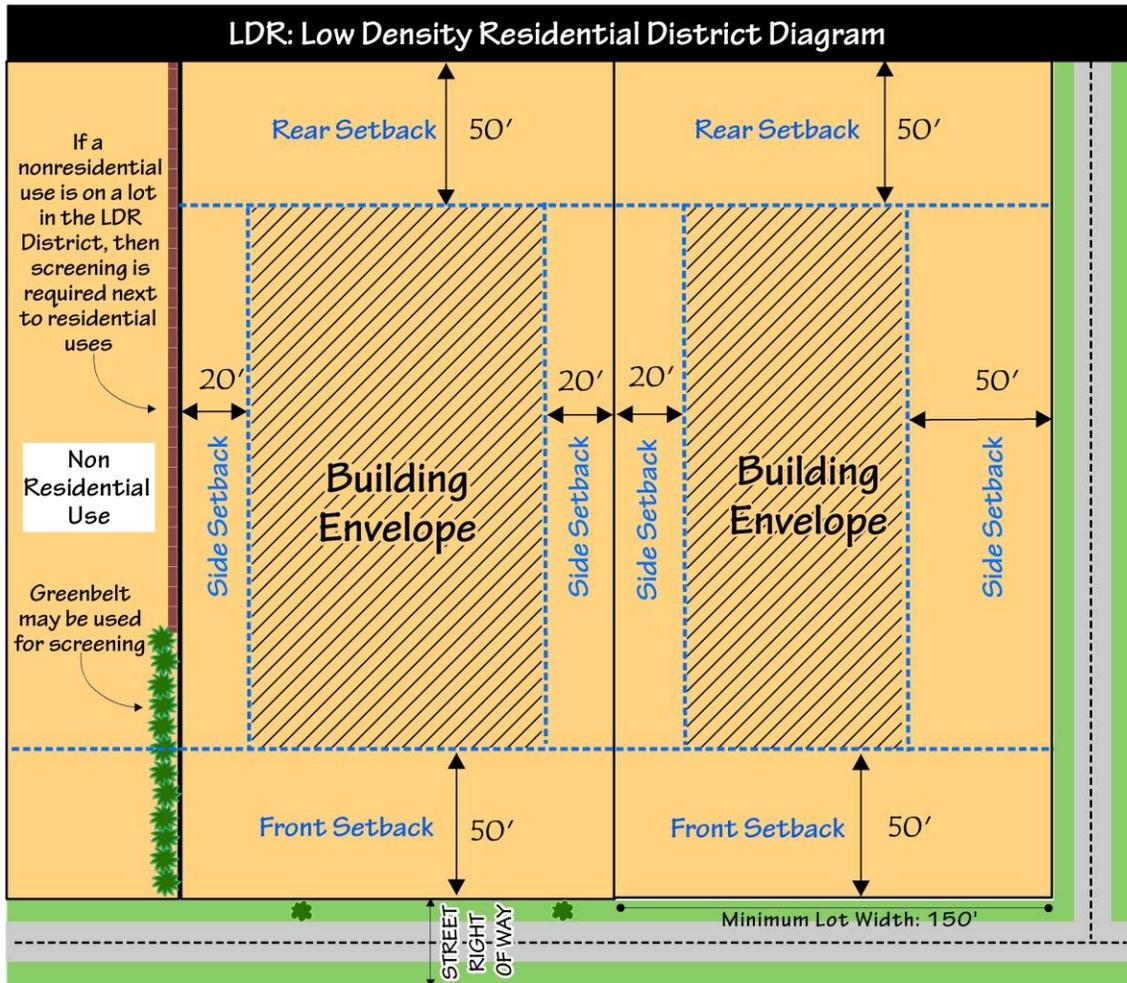 LDR: Low Density Residential District Diagram
If a
nonresidential
use is on a lot
in the LDR
District, then
screening is
required next
to residential
uses
Non
Residential
Use
Greenbelt
may be used
for screening
Rear Setback 50'
Rear Setback 50'
20'
Side Setback
Building
Envelope
20'
Side Setback
20'
Side Setback
Building
Envelope
50'
Side Setback
Front Setback 50'
Front Setback 50'
STREET
RIGHT
OF WAY
Minimum Lot Width: 150'